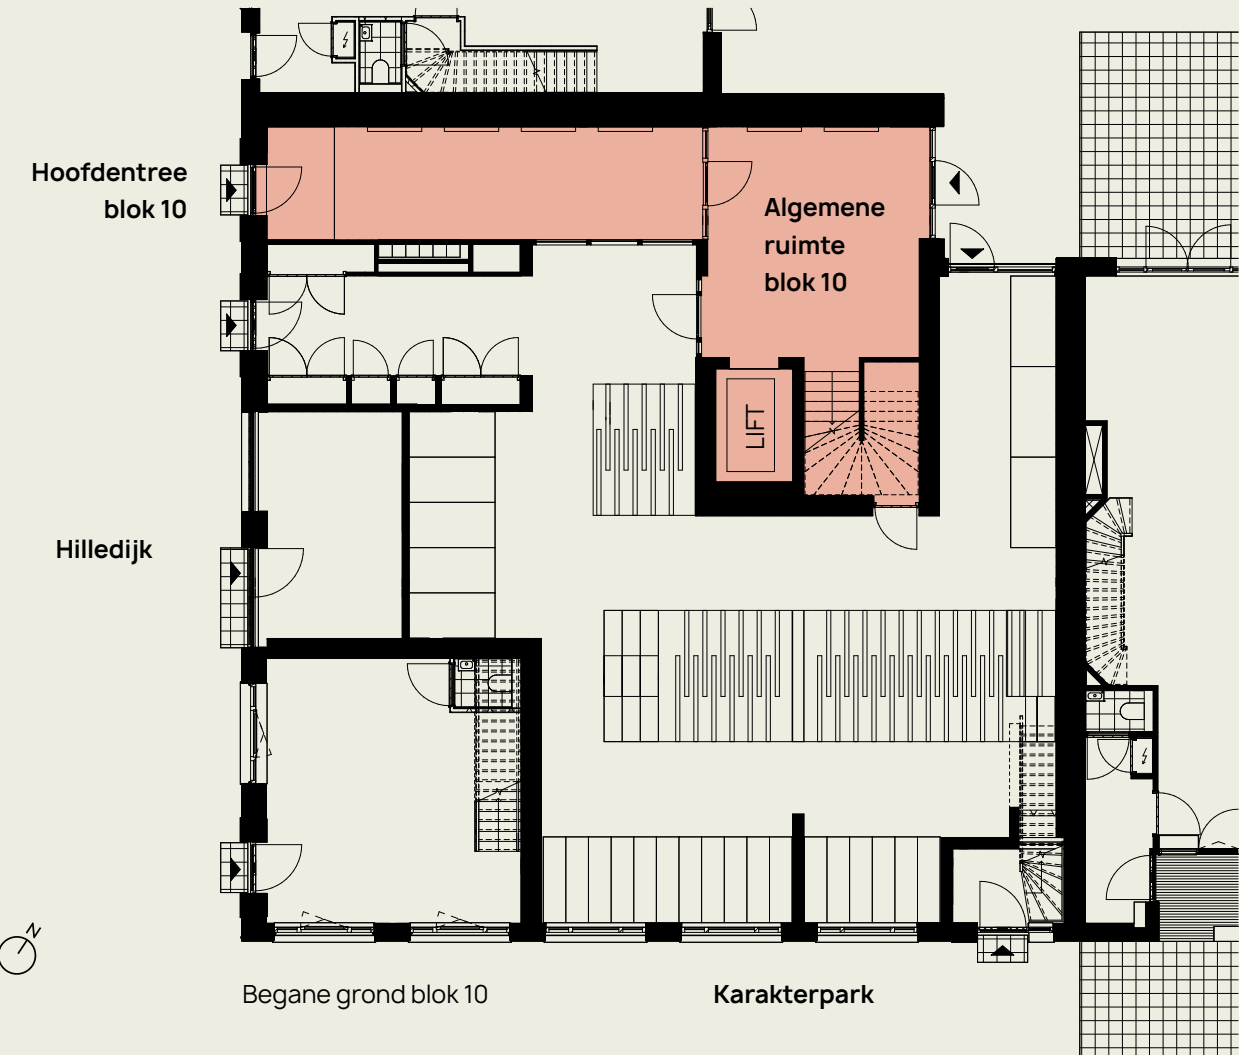 Hoofdentree
blok 10
Algemene
ruimte
blok 10
LIFT
Hilledijk
N
Begane grond blok 10
Karakterpark